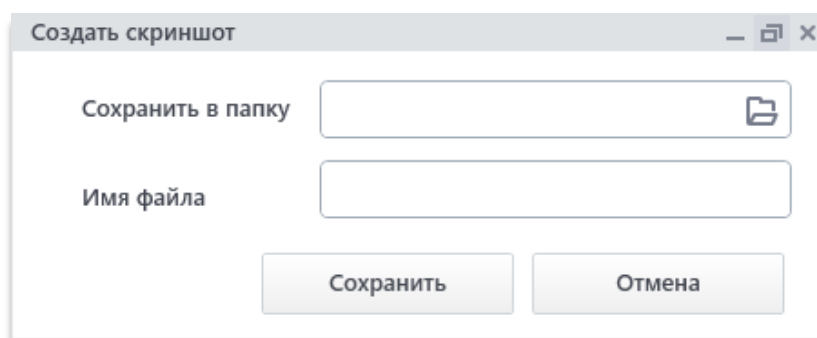 Создать скриншот
Сохранить в папку
Имя файла
Сохранить Отмена